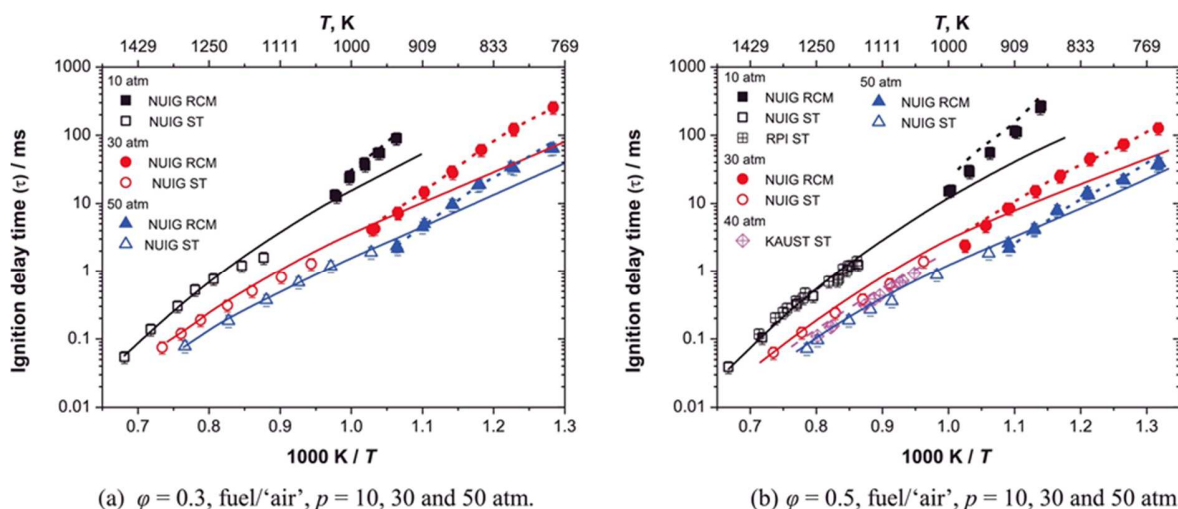 T, K
1429 1250 1111 1000 909 833 769
1000
100
10
1
0.1
0.01
Ignition delay time (τ) / ms
10 atm
NUIG RCM
NUIG ST
30 atm
NUIG RCM
NUIG ST
50 atm
NUIG RCM
NUIG ST
0.7 0.8 0.9 1.0 1.1 1.2 1.3
1000 K / T
(a) φ = 0.3, fuel/‘air’, p = 10, 30 and 50 atm.
T, K
1429 1250 1111 1000 909 833 769
1000
100
10
1
0.1
0.01
Ignition delay time (τ) / ms
10 atm
NUIG RCM
NUIG ST
RPI ST
30 atm
NUIG RCM
NUIG ST
40 atm
KAUST ST
50 atm
NUIG RCM
NUIG ST
0.7 0.8 0.9 1.0 1.1 1.2 1.3
1000 K / T
(b) φ = 0.5, fuel/‘air’, p = 10, 30 and 50 atm